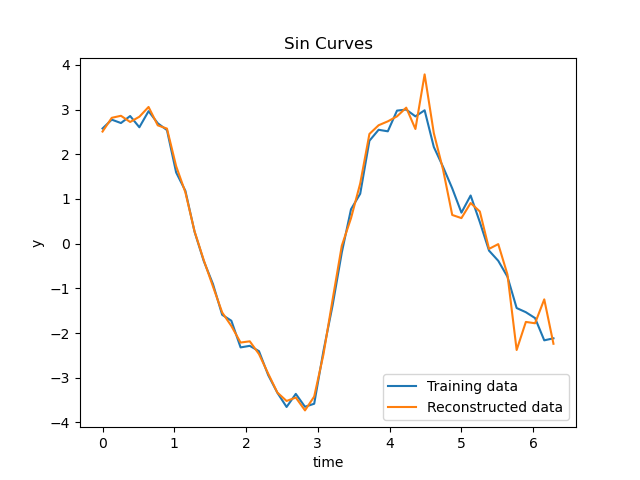 Sin Curves
4
3
2
1
0
−1
−2
−3
−4
y
0 1 2 3 4 5 6
time
Training data
Reconstructed data